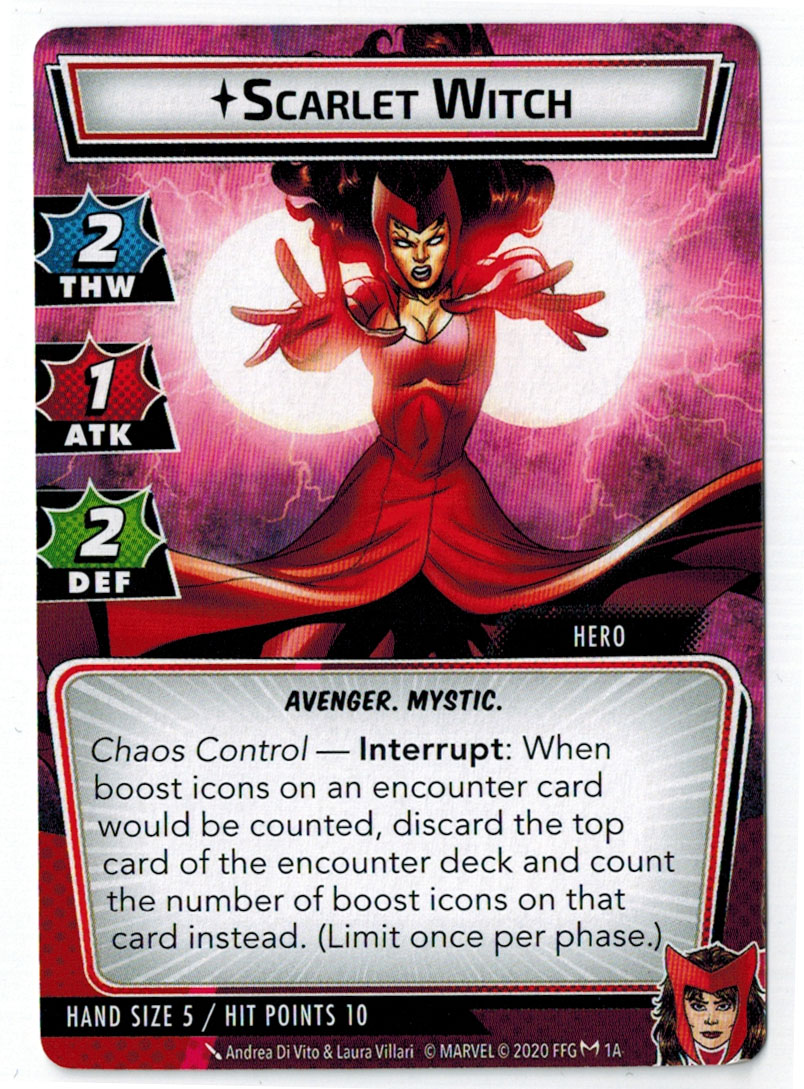 Scarlet Witch
2
THW
1
ATK
2
DEF
HERO
AVENGER. MYSTIC.
Chaos Control — Interrupt: When
boost icons on an encounter card
would be counted, discard the top
card of the encounter deck and count
the number of boost icons on that
card instead. (Limit once per phase.)
HAND SIZE 5 / HIT POINTS 10
Andrea Di Vito & Laura Villari © MARVEL © 2020 FFG 1A